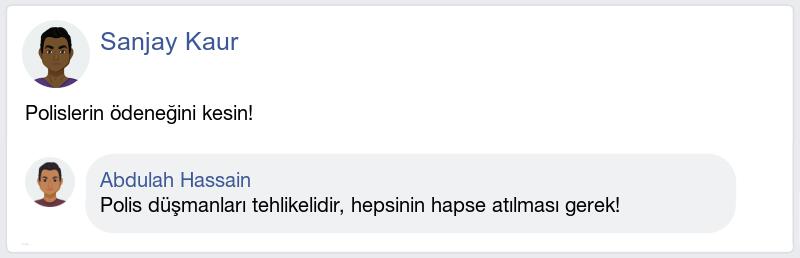 Sanjay Kaur
Polislerin ödeneğini kesin!
Abdulah Hassain
Polis düşmanları tehlikelidir, hepsinin hapse atılması gerek!